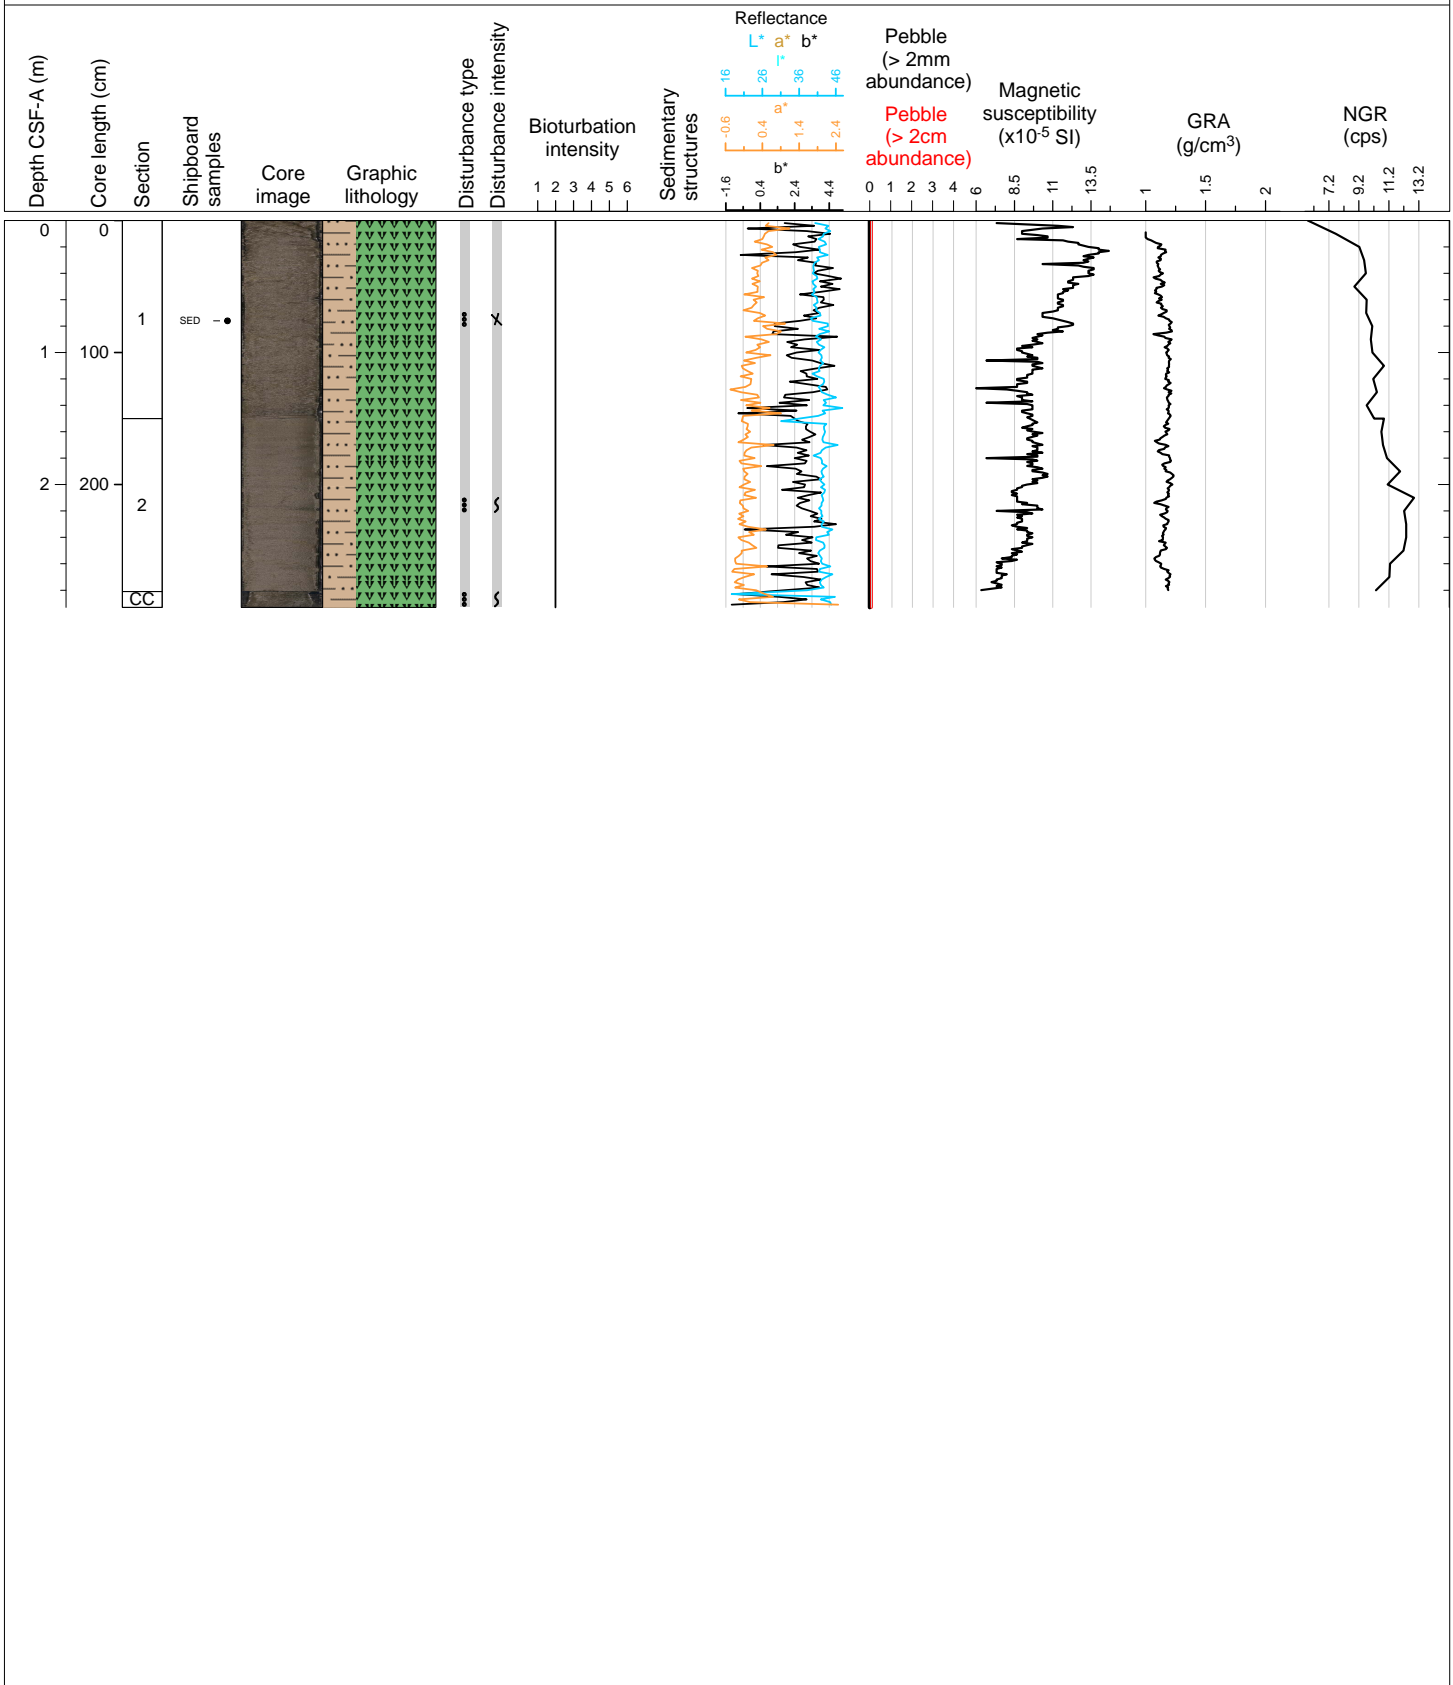 Depth CSF-A (m)
Core length (cm)
Section
Shipboard
samples
Core
image
Graphic
lithology
Disturbance type
Disturbance intensity
Bioturbation
intensity
1 2 3 4 5 6
Sedimentary
structures
Reflectance
L* a* b*
l*
16 26 36 46
a*
-0.6 0.4 1.4 2.4
b*
-1.6 0.4 2.4 4.4
Pebble
(> 2mm
abundance)
Pebble
(> 2cm
abundance)
0 1 2 3 4
Magnetic
susceptibility
(x10-5 SI)
6 8.5 11 13.5
GRA
(g/cm3)
1 1.5 2
NGR
(cps)
7.2 9.2 11.2 13.2
0 0
1
SED
1 100
2 200
2
CC